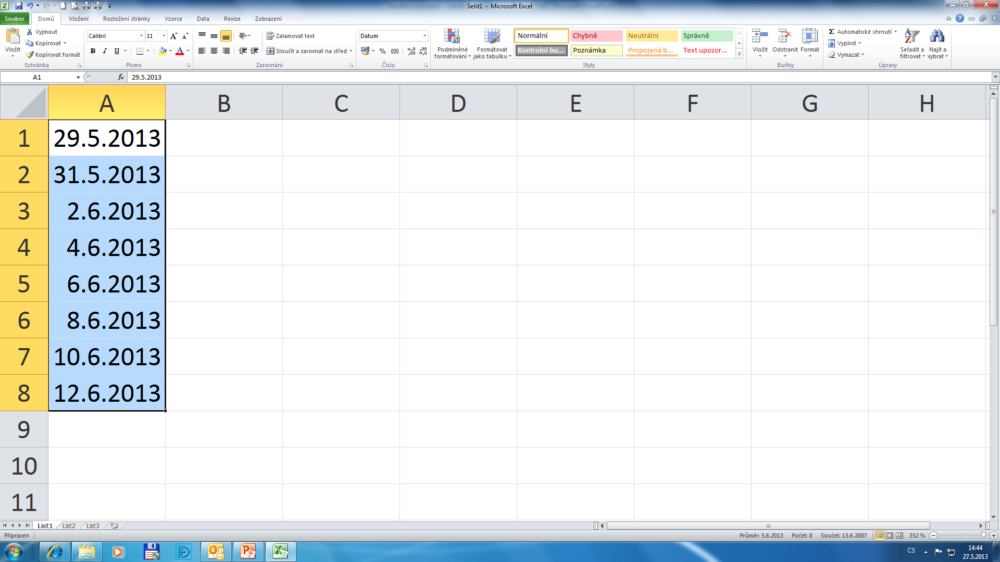 Sešit1 - Microsoft Excel
Soubor Domů Vložení Rozložení stránky Vzorce Data Revize Zobrazení
Vložit
Vyjmout
Kopírovat
Kopírovat formát
Schránka
Calibri 11
B I U
Písmo
Zalamovat text
Sloučit a zarovnat na střed
Zarovnání
Datum
% 000
Číslo
Podmíněné formátování
Formátovat jako tabulku
Normální Chybně Neutrální Správně
Kontrolní bu... Poznámka Propojená b... Text upozor...
Styly
Vložit Odstranit Formát
Buňky
Σ Automatické shrnutí
Vyplnit
Vymazat
Seřadit a filtrovat
Najít a vybrat
Úpravy
A1 fx 29.5.2013
A B C D E F G H
1 29.5.2013
2 31.5.2013
3 2.6.2013
4 4.6.2013
5 6.6.2013
6 8.6.2013
7 10.6.2013
8 12.6.2013
9
10
11
List1 List2 List3
Připraven Průměr: 5.6.2013 Počet: 8 Součet: 13.6.2807 352 %
CS 14:44
27.5.2013